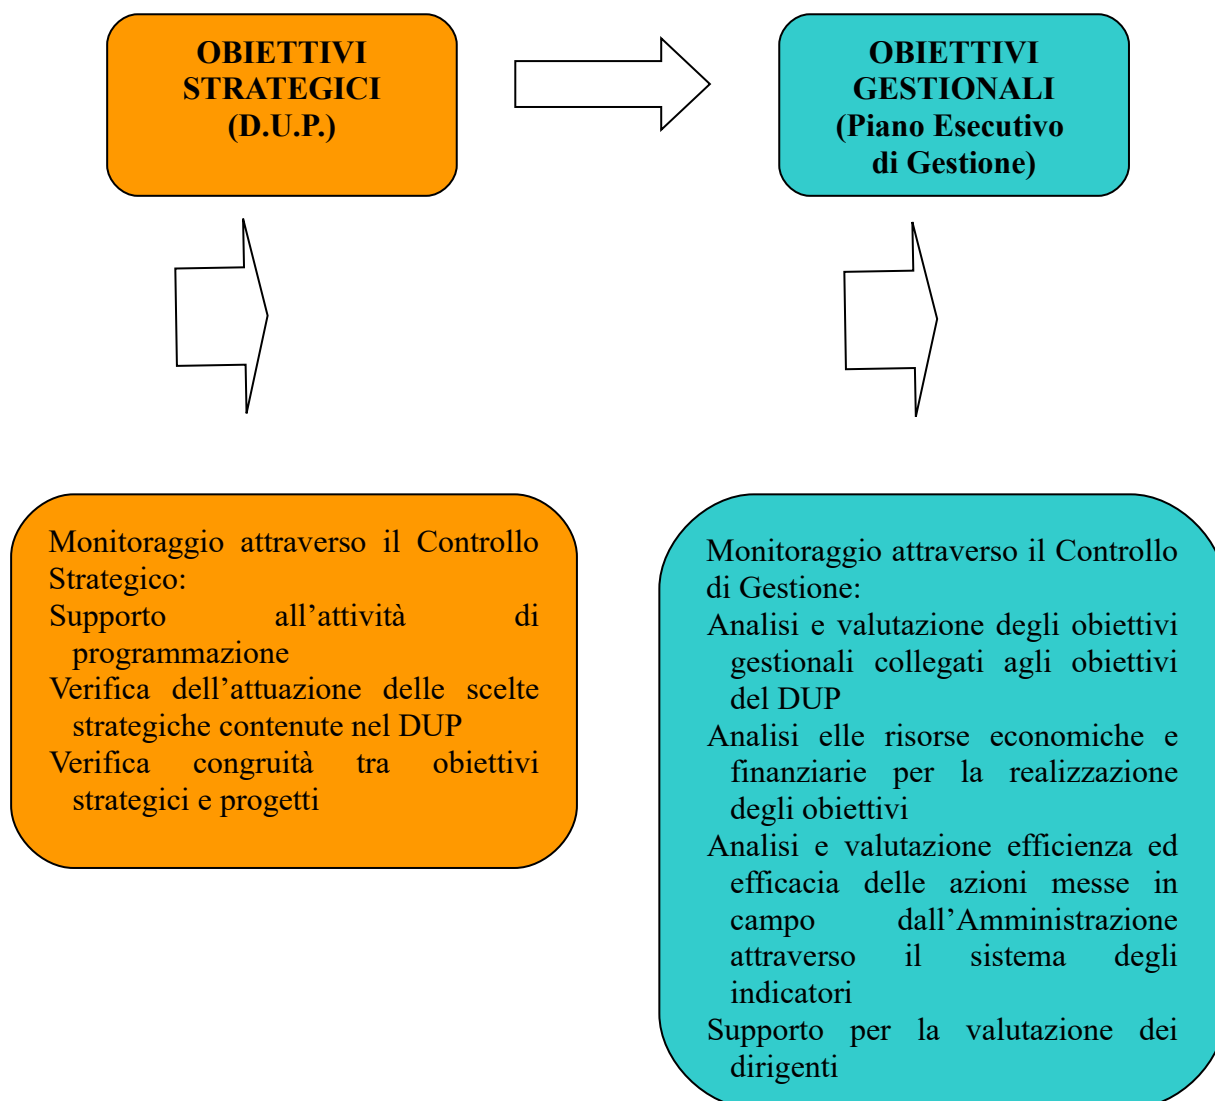 OBIETTIVI
STRATEGICI
(D.U.P.)
OBIETTIVI
GESTIONALI
(Piano Esecutivo
di Gestione)
Monitoraggio attraverso il Controllo
Strategico:
Supporto all’attività di
programmazione
Verifica dell’attuazione delle scelte
strategiche contenute nel DUP
Verifica congruità tra obiettivi
strategici e progetti
Monitoraggio attraverso il Controllo
di Gestione:
Analisi e valutazione degli obiettivi
gestionali collegati agli obiettivi
del DUP
Analisi elle risorse economiche e
finanziarie per la realizzazione
degli obiettivi
Analisi e valutazione efficienza ed
efficacia delle azioni messe in
campo dall’Amministrazione
attraverso il sistema degli
indicatori
Supporto per la valutazione dei
dirigenti